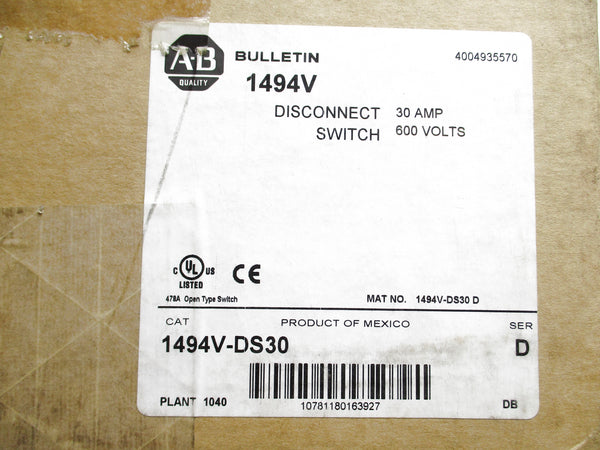 A-B
QUALITY
BULLETIN
4004935570
1494V
DISCONNECT 30 AMP
SWITCH 600 VOLTS
C UL US
LISTED
CE
478A Open Type Switch
MAT NO. 1494V-DS30 D
CAT
PRODUCT OF MEXICO
SER
1494V-DS30
D
PLANT 1040
10781180163927
DB